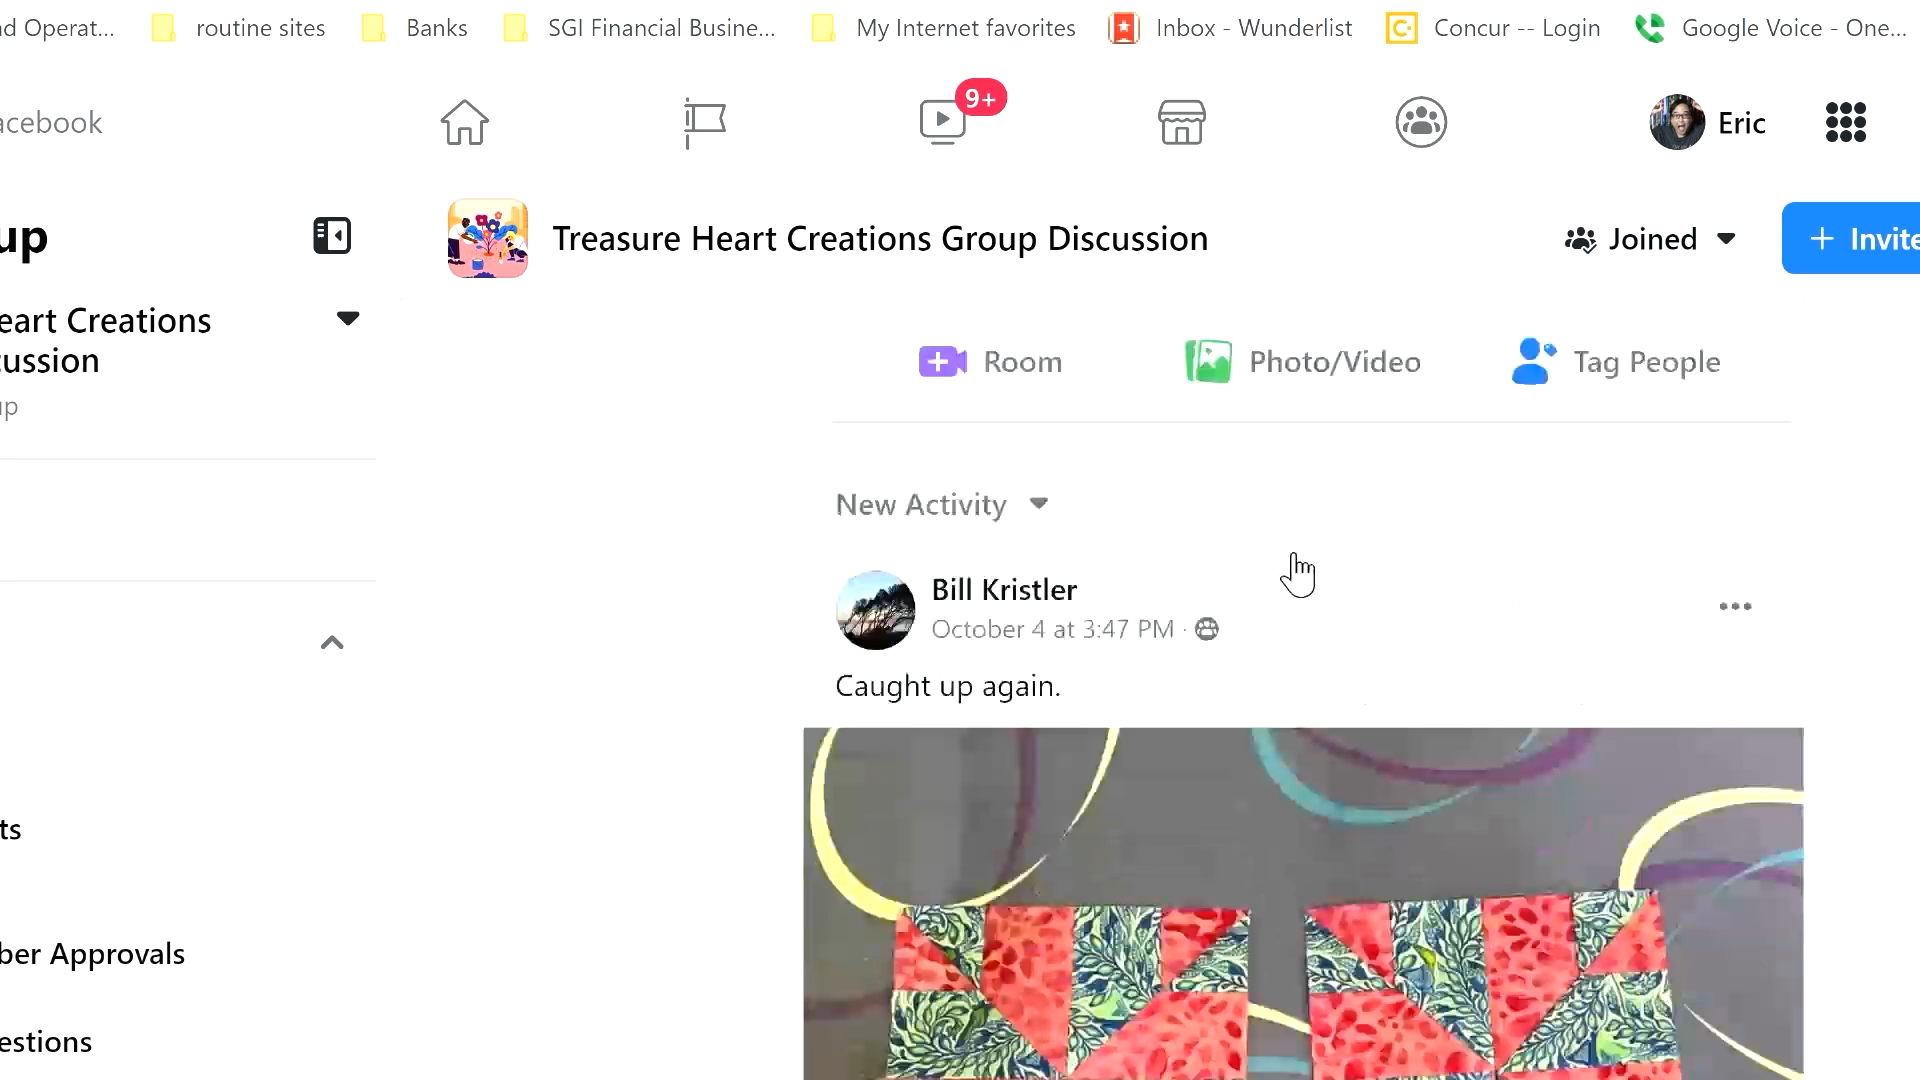 d Operat... routine sites Banks SGI Financial Busine... My Internet favorites Inbox - Wunderlist Concur -- Login Google Voice - One...
acebook 9+ Eric
up Treasure Heart Creations Group Discussion Joined + Invite
eart Creations
cussion
up
Room Photo/Video Tag People
New Activity
Bill Kristler
October 4 at 3:47 PM ·
Caught up again.
ts
ber Approvals
estions